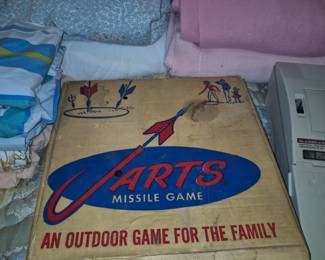 JARTS
MISSILE GAME
AN OUTDOOR GAME FOR THE FAMILY